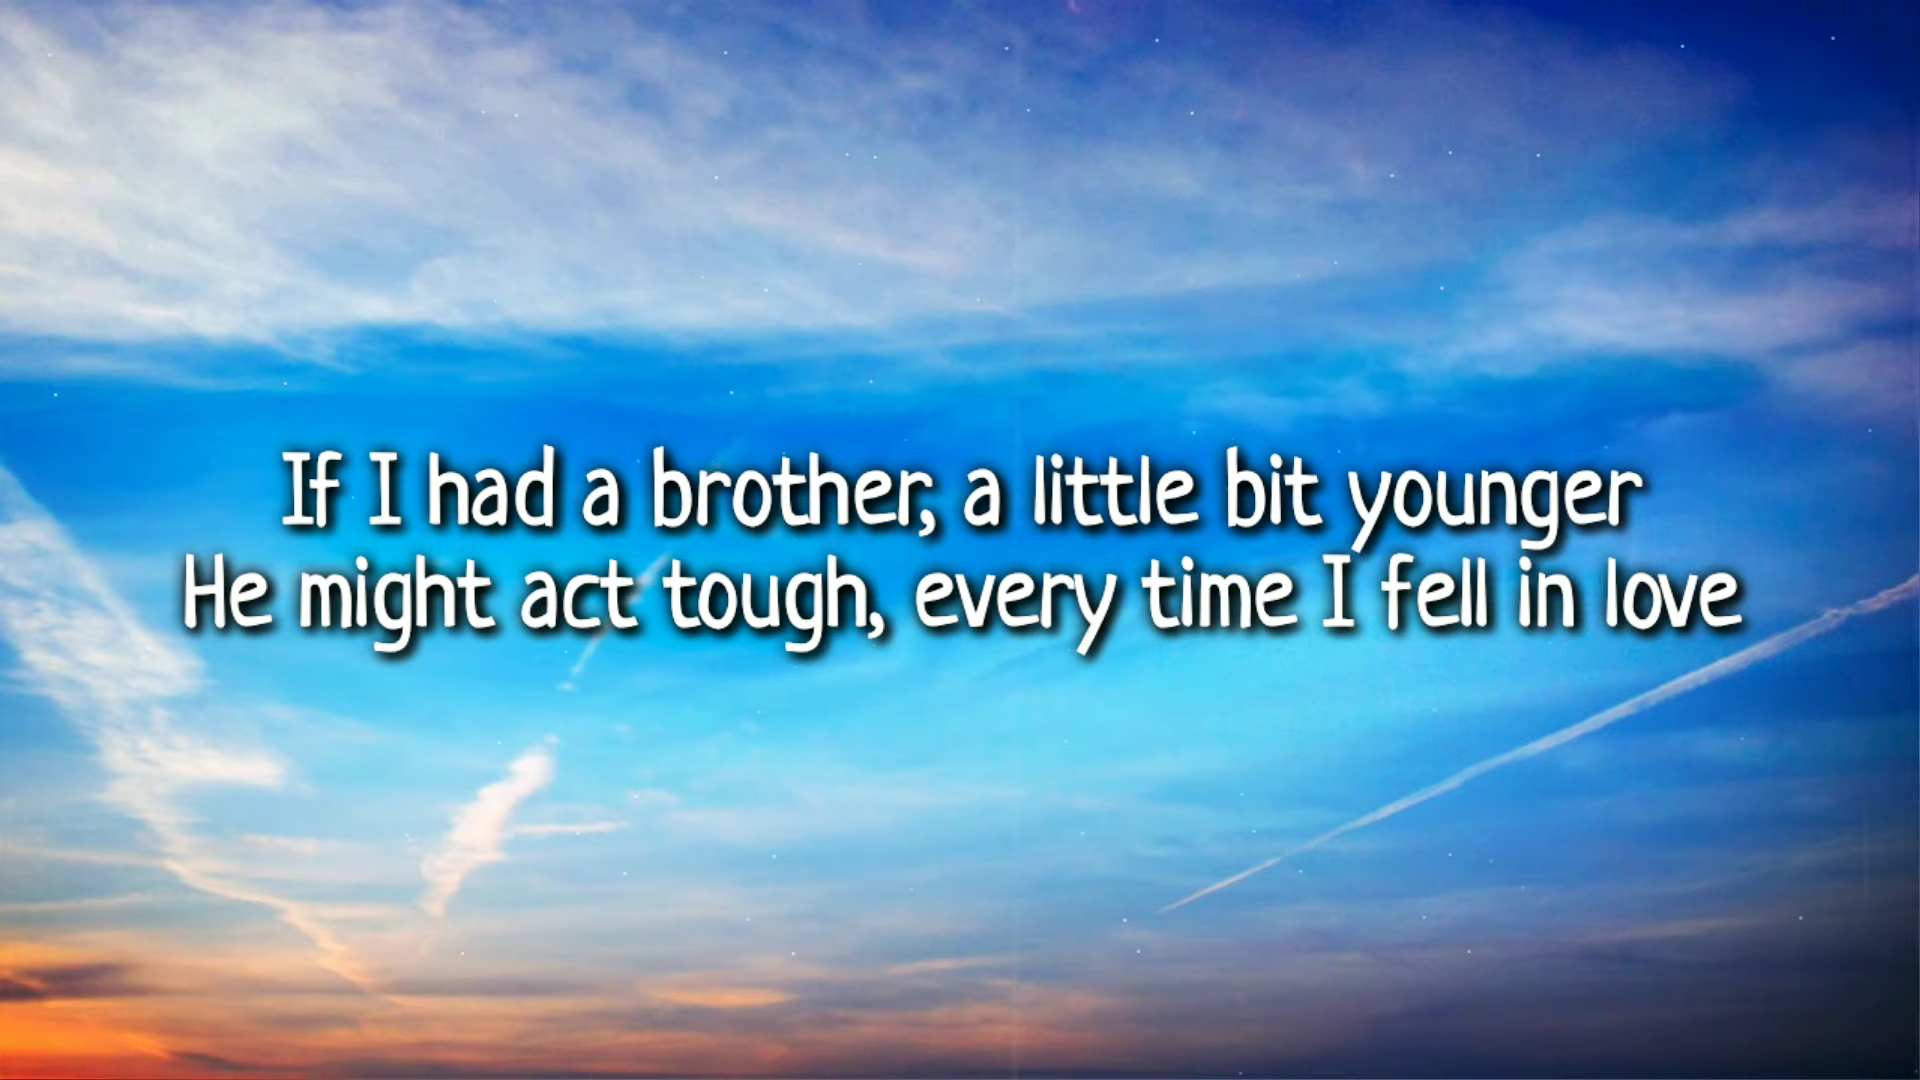 If I had a brother, a little bit younger
He might act tough, every time I fell in love